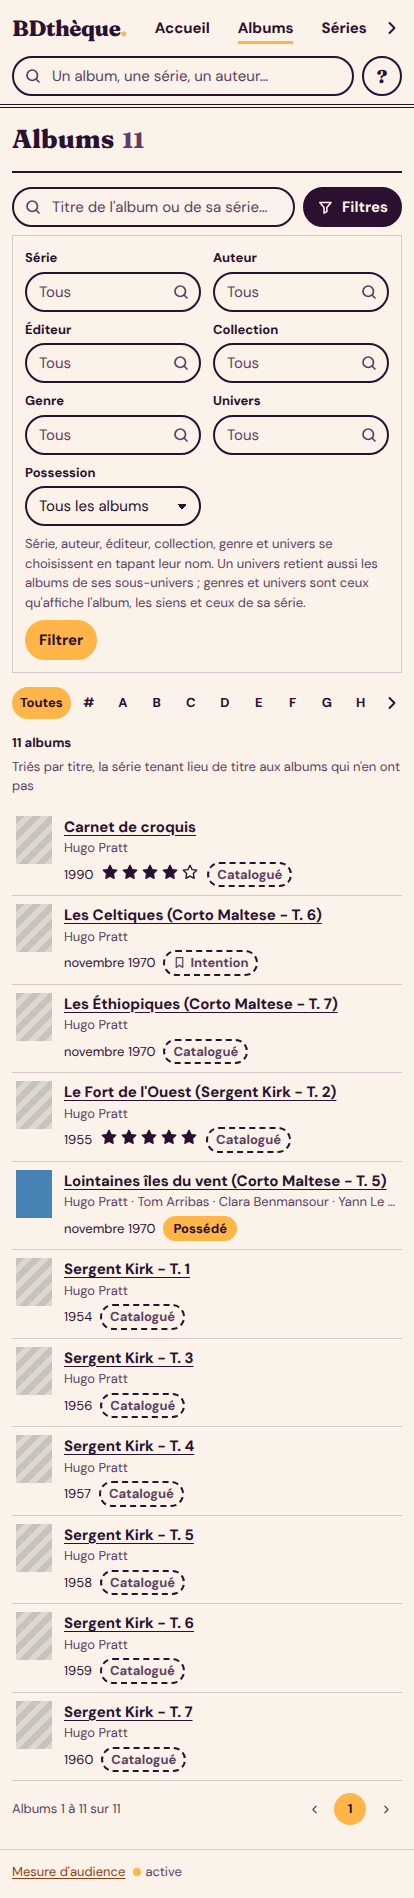 BDthèque.
Accueil Albums Séries
Un album, une série, un auteur...
?
Albums 11
Titre de l'album ou de sa série...
Filtres
Série Auteur
Tous Tous
Éditeur Collection
Tous Tous
Genre Univers
Tous Tous
Possession
Tous les albums
Série, auteur, éditeur, collection, genre et univers se
choisissent en tapant leur nom. Un univers retient aussi les
albums de ses sous-univers ; genres et univers sont ceux
qu'affiche l'album, les siens et ceux de sa série.
Filtrer
Toutes # A B C D E F G H
11 albums
Triés par titre, la série tenant lieu de titre aux albums qui n'en ont
pas
Carnet de croquis
Hugo Pratt
1990 Catalogué
Les Celtiques (Corto Maltese - T. 6)
Hugo Pratt
novembre 1970 Intention
Les Éthiopiques (Corto Maltese - T. 7)
Hugo Pratt
novembre 1970 Catalogué
Le Fort de l'Ouest (Sergent Kirk - T. 2)
Hugo Pratt
1955 Catalogué
Lointaines îles du vent (Corto Maltese - T. 5)
Hugo Pratt · Tom Arribas · Clara Benmansour · Yann Le ...
novembre 1970 Possédé
Sergent Kirk - T. 1
Hugo Pratt
1954 Catalogué
Sergent Kirk - T. 3
Hugo Pratt
1956 Catalogué
Sergent Kirk - T. 4
Hugo Pratt
1957 Catalogué
Sergent Kirk - T. 5
Hugo Pratt
1958 Catalogué
Sergent Kirk - T. 6
Hugo Pratt
1959 Catalogué
Sergent Kirk - T. 7
Hugo Pratt
1960 Catalogué
Albums 1 à 11 sur 11
1
Mesure d'audience active